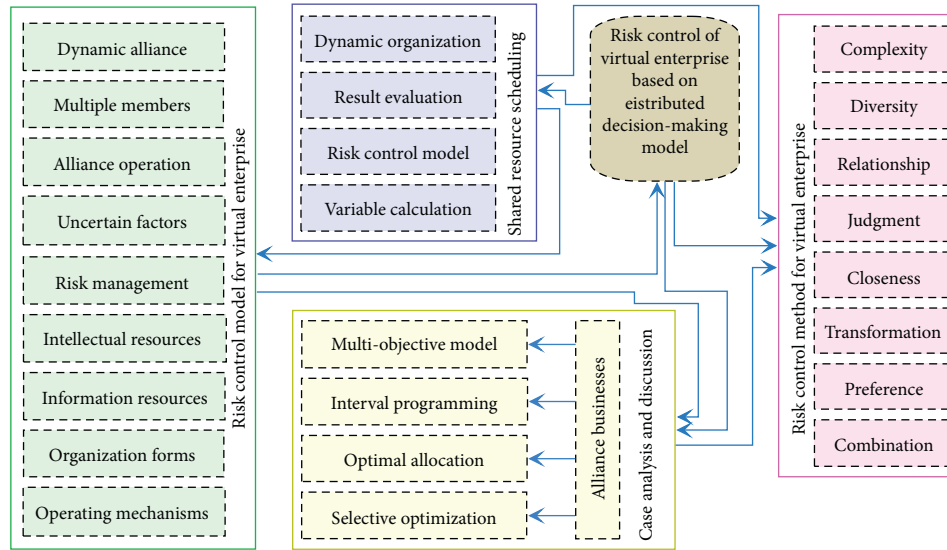 Dynamic alliance
Multiple members
Alliance operation
Uncertain factors
Risk management
Intellectual resources
Information resources
Organization forms
Operating mechanisms
Risk control model for virtual enterprise
Dynamic organization
Result evaluation
Risk control model
Variable calculation
Shared resource scheduling
Risk control of
virtual enterprise
based on
eistributed
decision-making
model
Multi-objective model
Interval programming
Optimal allocation
Selective optimization
Alliance businesses
Case analysis and discussion
Risk control method for virtual enterprise
Complexity
Diversity
Relationship
Judgment
Closeness
Transformation
Preference
Combination